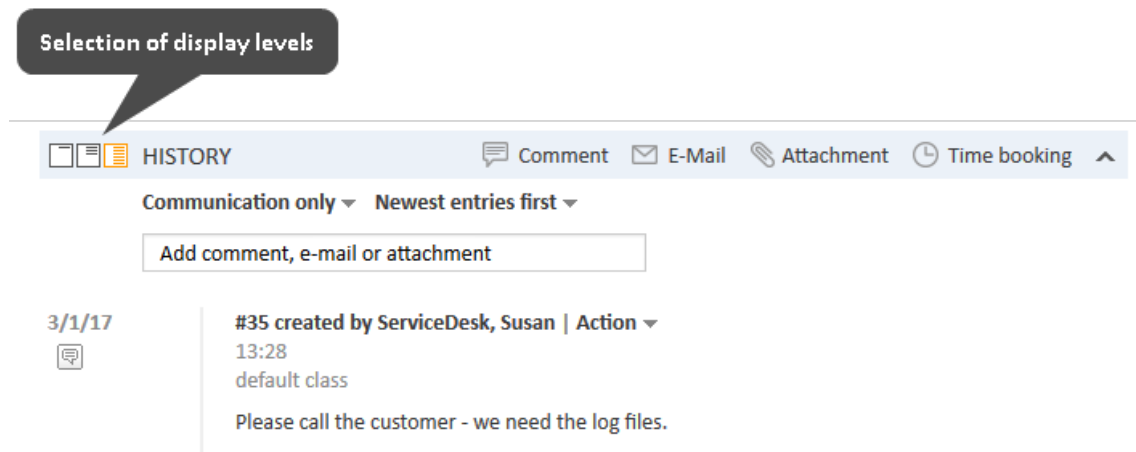 Selection of display levels
HISTORY Comment E-Mail Attachment Time booking
Communication only Newest entries first
Add comment, e-mail or attachment
3/1/17 #35 created by ServiceDesk, Susan | Action
13:28
default class
Please call the customer - we need the log files.